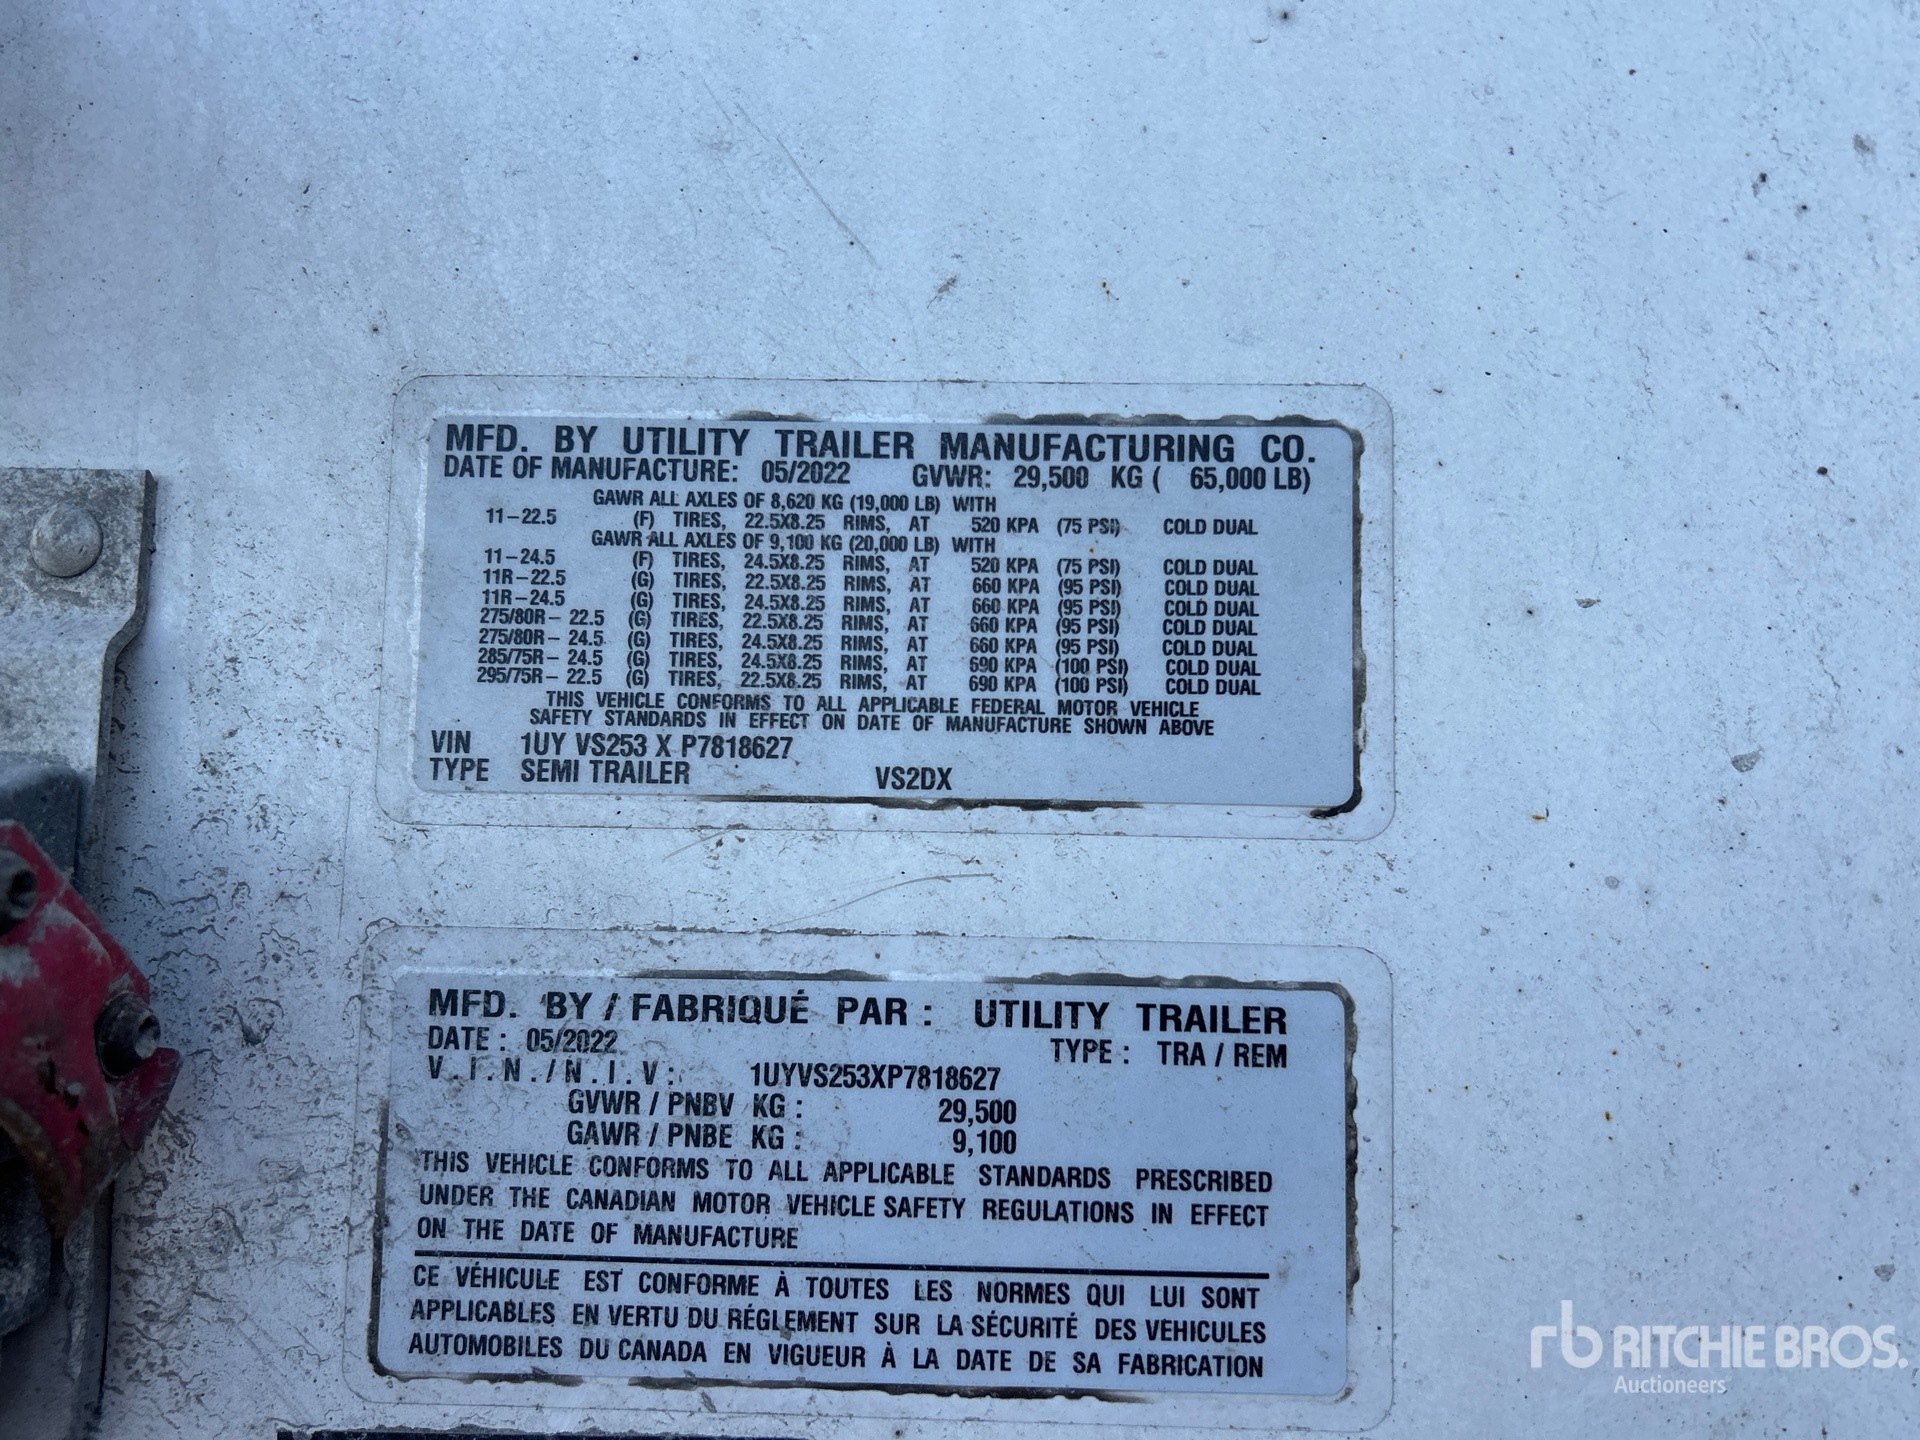 MFD. BY UTILITY TRAILER MANUFACTURING CO.
DATE OF MANUFACTURE: 05/2022 GVWR: 29,500 KG ( 65,000 LB)
GAWR ALL AXLES OF 8,620 KG (19,000 LB) WITH
11-22.5 (F) TIRES, 22.5X8.25 RIMS, AT 520 KPA (75 PSI) COLD DUAL
GAWR ALL AXLES OF 9,100 KG (20,000 LB) WITH
11-24.5 (F) TIRES, 24.5X8.25 RIMS, AT 520 KPA (75 PSI) COLD DUAL
11R-22.5 (G) TIRES, 22.5X8.25 RIMS, AT 660 KPA (95 PSI) COLD DUAL
11R-24.5 (G) TIRES, 24.5X8.25 RIMS, AT 660 KPA (95 PSI) COLD DUAL
275/80R- 22.5 (G) TIRES, 22.5X8.25 RIMS, AT 660 KPA (95 PSI) COLD DUAL
275/80R- 24.5 (G) TIRES, 24.5X8.25 RIMS, AT 660 KPA (95 PSI) COLD DUAL
285/75R- 24.5 (G) TIRES, 24.5X8.25 RIMS, AT 690 KPA (100 PSI) COLD DUAL
295/75R- 22.5 (G) TIRES, 22.5X8.25 RIMS, AT 690 KPA (100 PSI) COLD DUAL
THIS VEHICLE CONFORMS TO ALL APPLICABLE FEDERAL MOTOR VEHICLE
SAFETY STANDARDS IN EFFECT ON DATE OF MANUFACTURE SHOWN ABOVE
VIN 1UY VS253 X P7818627
TYPE SEMI TRAILER VS2DX
MFD. BY / FABRIQUÉ PAR : UTILITY TRAILER
DATE : 05/2022 TYPE : TRA / REM
V . I . N . / N . I . V : 1UYVS253XP7818627
GVWR / PNBV KG : 29,500
GAWR / PNBE KG : 9,100
THIS VEHICLE CONFORMS TO ALL APPLICABLE STANDARDS PRESCRIBED
UNDER THE CANADIAN MOTOR VEHICLE SAFETY REGULATIONS IN EFFECT
ON THE DATE OF MANUFACTURE
CE VÉHICULE EST CONFORME À TOUTES LES NORMES QUI LUI SONT
APPLICABLES EN VERTU DU RÉGLEMENT SUR LA SÉCURITÉ DES VEHICULES
AUTOMOBILES DU CANADA EN VIGUEUR À LA DATE DE SA FABRICATION
rb RITCHIE BROS.
Auctioneers